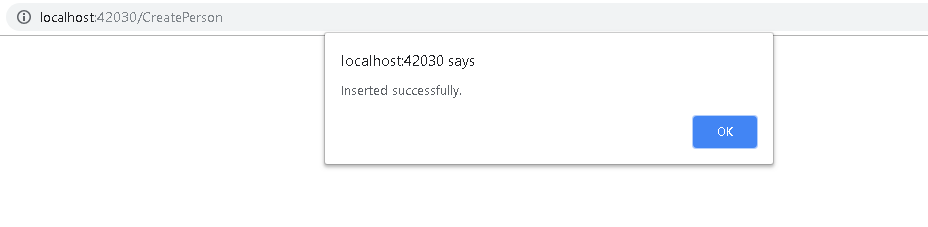 localhost:42030/CreatePerson
localhost:42030 says
Inserted successfully.
OK